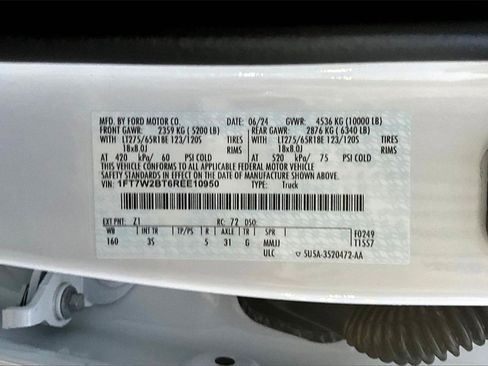 MFD. BY FORD MOTOR CO. DATE: 06/24 GVWR: 4536 KG (10000 LB)
FRONT GAWR: 2359 KG ( 5200 LB) REAR GAWR: 2876 KG ( 6340 LB)
LT275/65R18E 123/120S TIRES LT275/65R18E 123/120S TIRES
18x8.0J RIMS 18x8.0J RIMS
AT 420 kPa/ 60 PSI COLD AT 520 kPa/ 75 PSI COLD
THIS VEHICLE CONFORMS TO ALL APPLICABLE FEDERAL MOTOR VEHICLE
SAFETY STANDARDS IN EFFECT ON THE DATE OF MANUFACTURE SHOWN ABOVE.
VIN: 1FT7W2BT6REE10950 TYPE: Truck
EXT PNT: Z1 RC: 72 DSO:
WB INT TR TP/PS R AXLE TR SPR F0249
160 3S 5 31 G MMJJ T1SS7
ULC 5U5A-3520472-AA